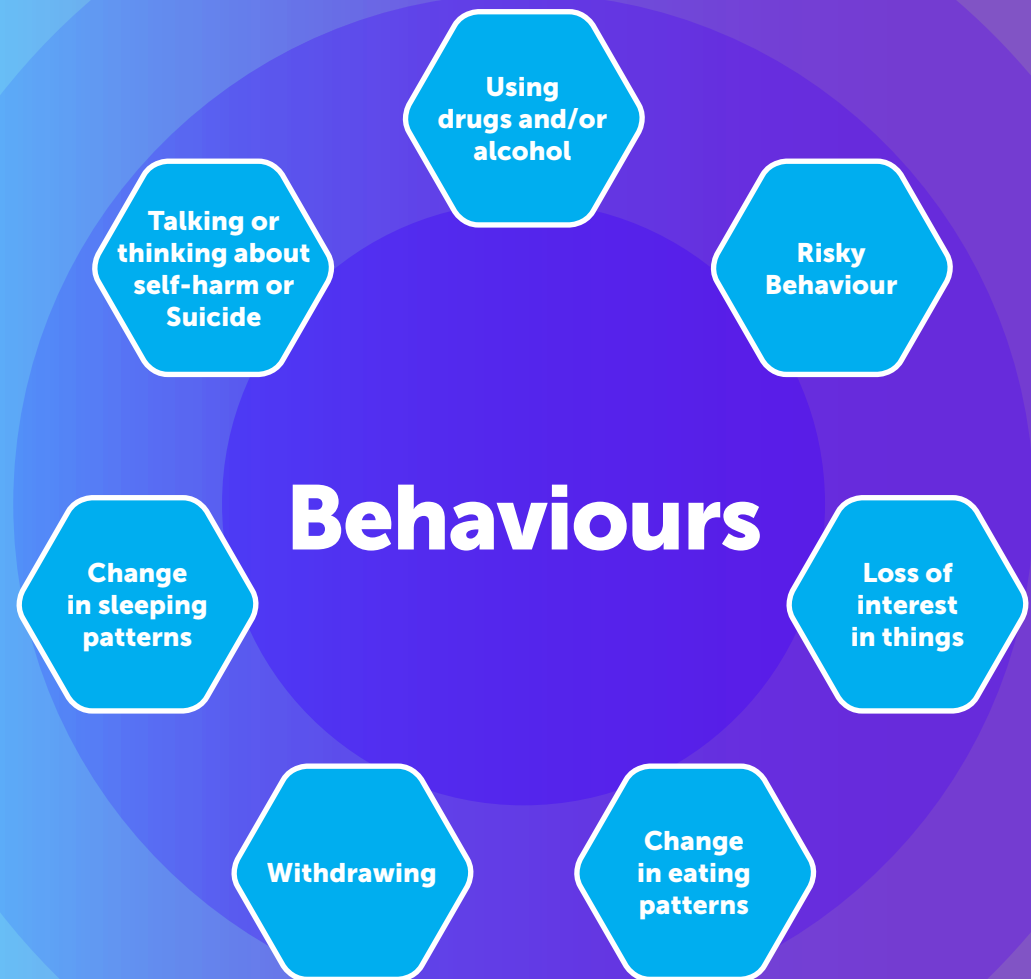 Using
drugs and/or
alcohol
Talking or
thinking about
self-harm or
Suicide
Risky
Behaviour
Behaviours
Change
in sleeping
patterns
Loss of
interest
in things
Withdrawing
Change
in eating
patterns